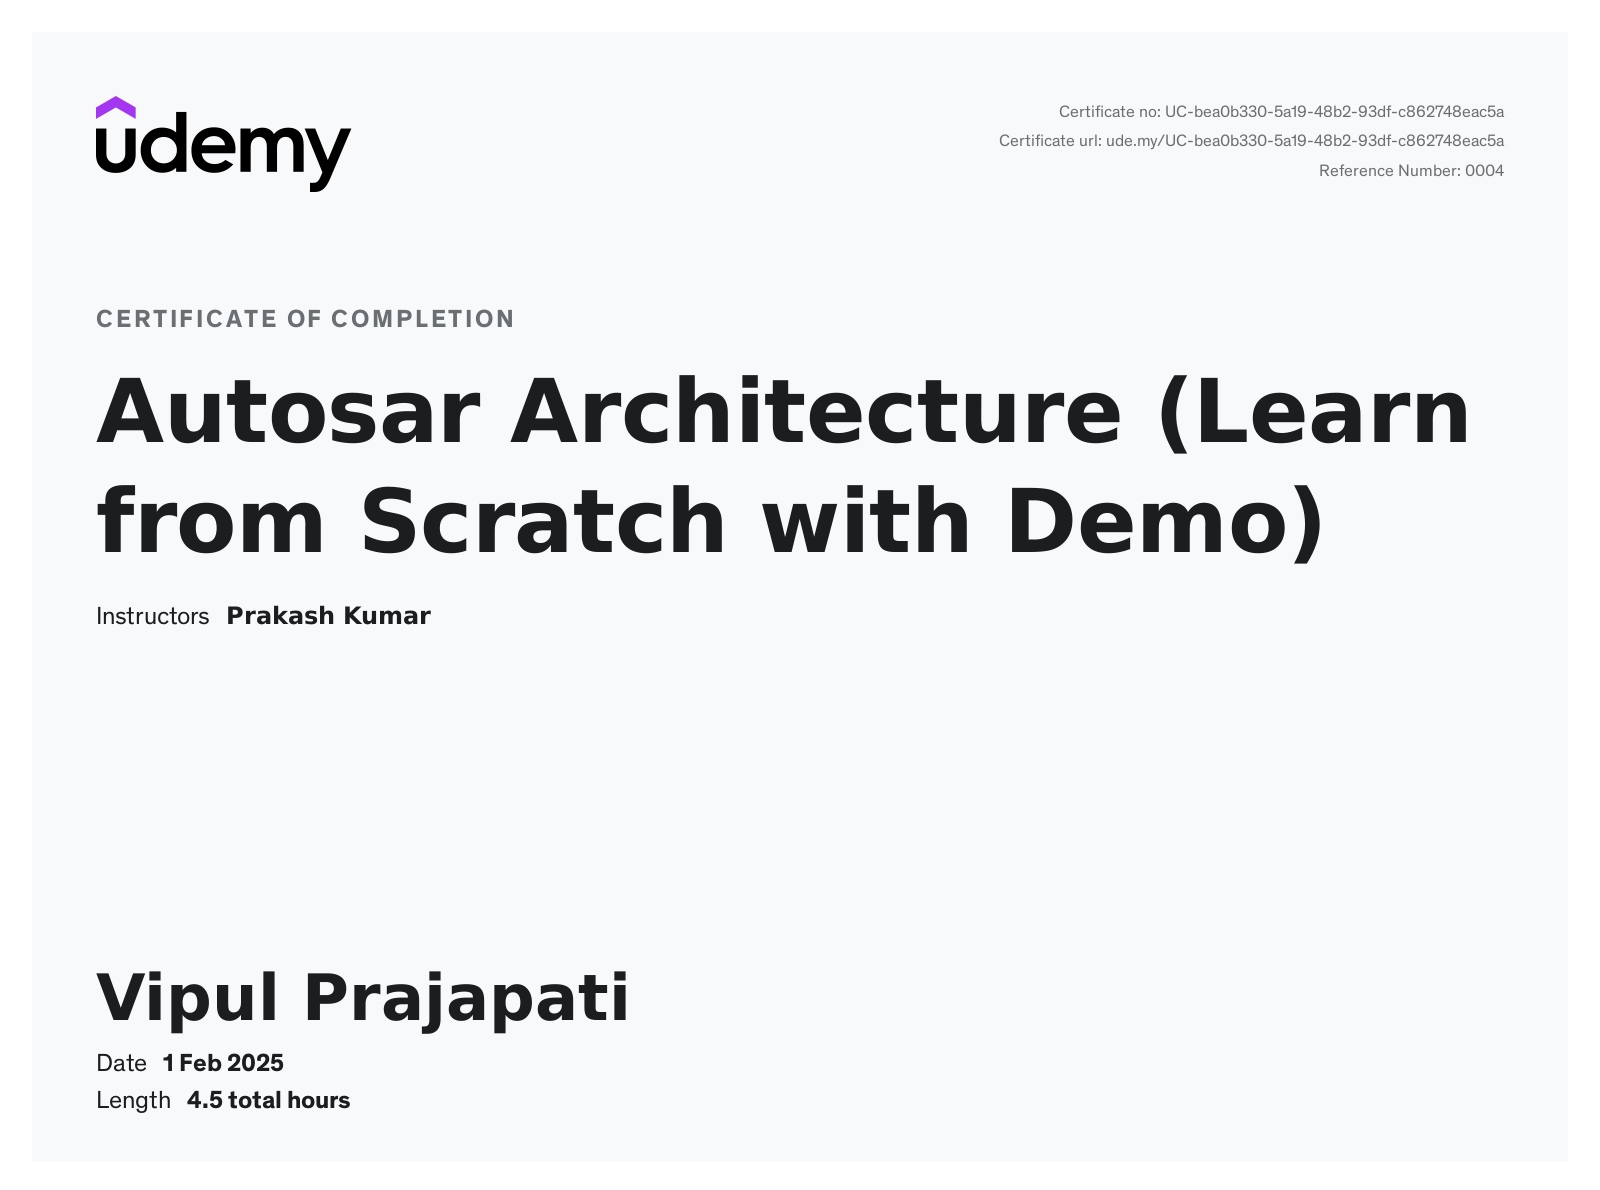 udemy
Certificate no: UC-bea0b330-5a19-48b2-93df-c862748eac5a
Certificate url: ude.my/UC-bea0b330-5a19-48b2-93df-c862748eac5a
Reference Number: 0004
CERTIFICATE OF COMPLETION
Autosar Architecture (Learn
from Scratch with Demo)
Instructors Prakash Kumar
Vipul Prajapati
Date 1 Feb 2025
Length 4.5 total hours